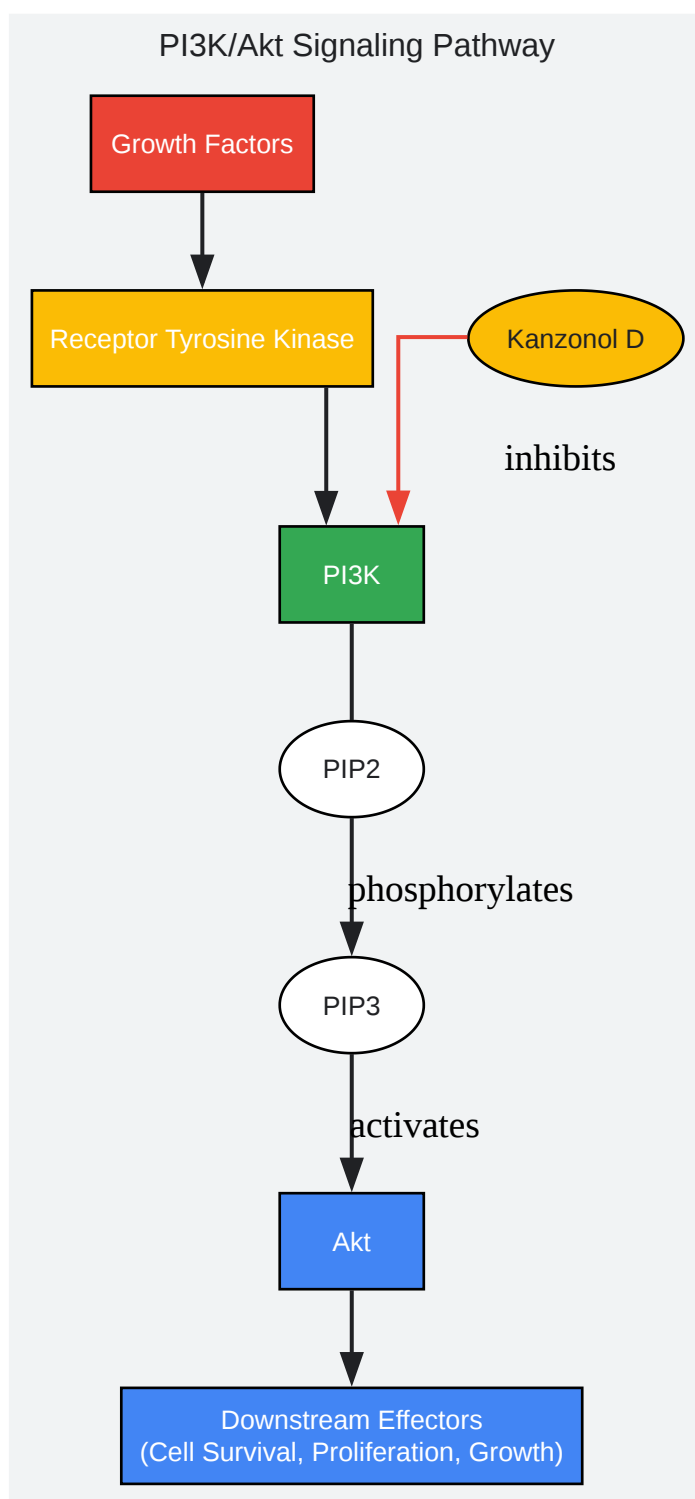 PI3K/Akt Signaling Pathway
Growth Factors
Receptor Tyrosine Kinase
Kanzonol D
inhibits
PI3K
PIP2
phosphorylates
PIP3
activates
Akt
Downstream Effectors
(Cell Survival, Proliferation, Growth)